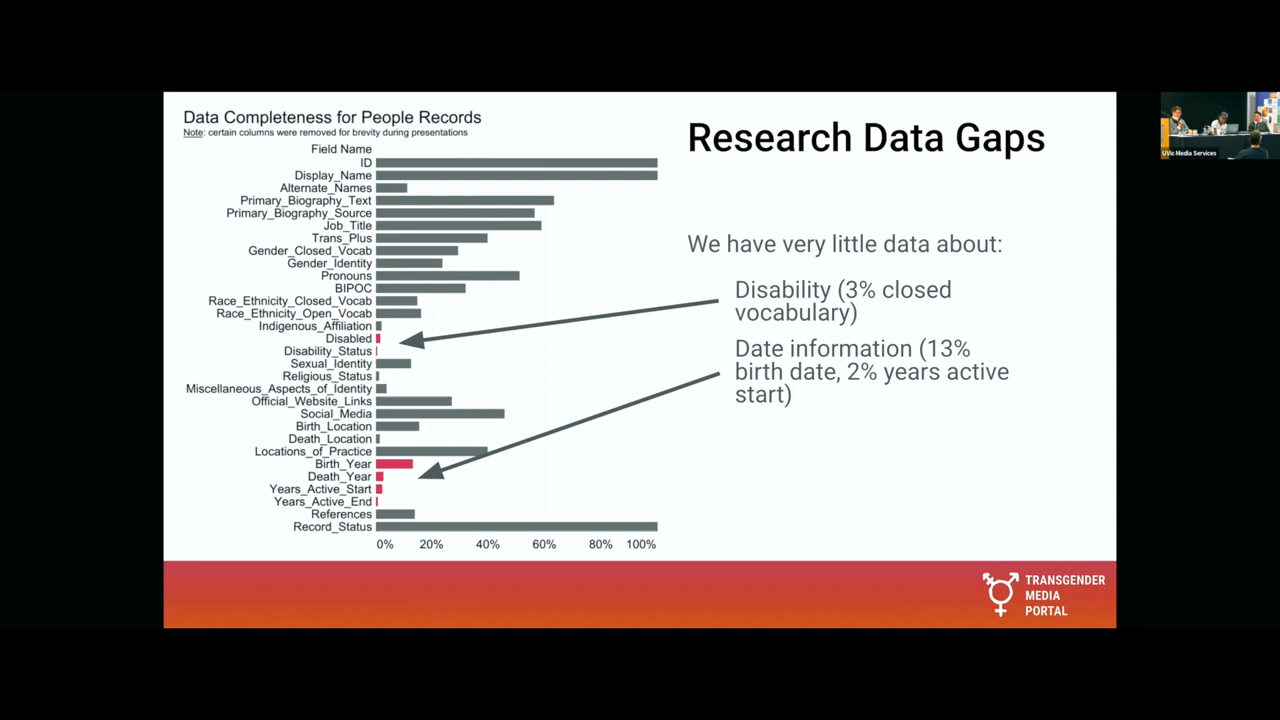 Data Completeness for People Records
Note: certain columns were removed for brevity during presentations
Field Name
ID
Display_Name
Alternate_Names
Primary_Biography_Text
Primary_Biography_Source
Job_Title
Trans_Plus
Gender_Closed_Vocab
Gender_Identity
Pronouns
BIPOC
Race_Ethnicity_Closed_Vocab
Race_Ethnicity_Open_Vocab
Indigenous_Affiliation
Disabled
Disability_Status
Sexual_Identity
Religious_Status
Miscellaneous_Aspects_of_Identity
Official_Website_Links
Social_Media
Birth_Location
Death_Location
Locations_of_Practice
Birth_Year
Death_Year
Years_Active_Start
Years_Active_End
References
Record_Status
0% 20% 40% 60% 80% 100%
Research Data Gaps
We have very little data about:
Disability (3% closed
vocabulary)
Date information (13%
birth date, 2% years active
start)
TRANSGENDER
MEDIA
PORTAL
UVic Media Services